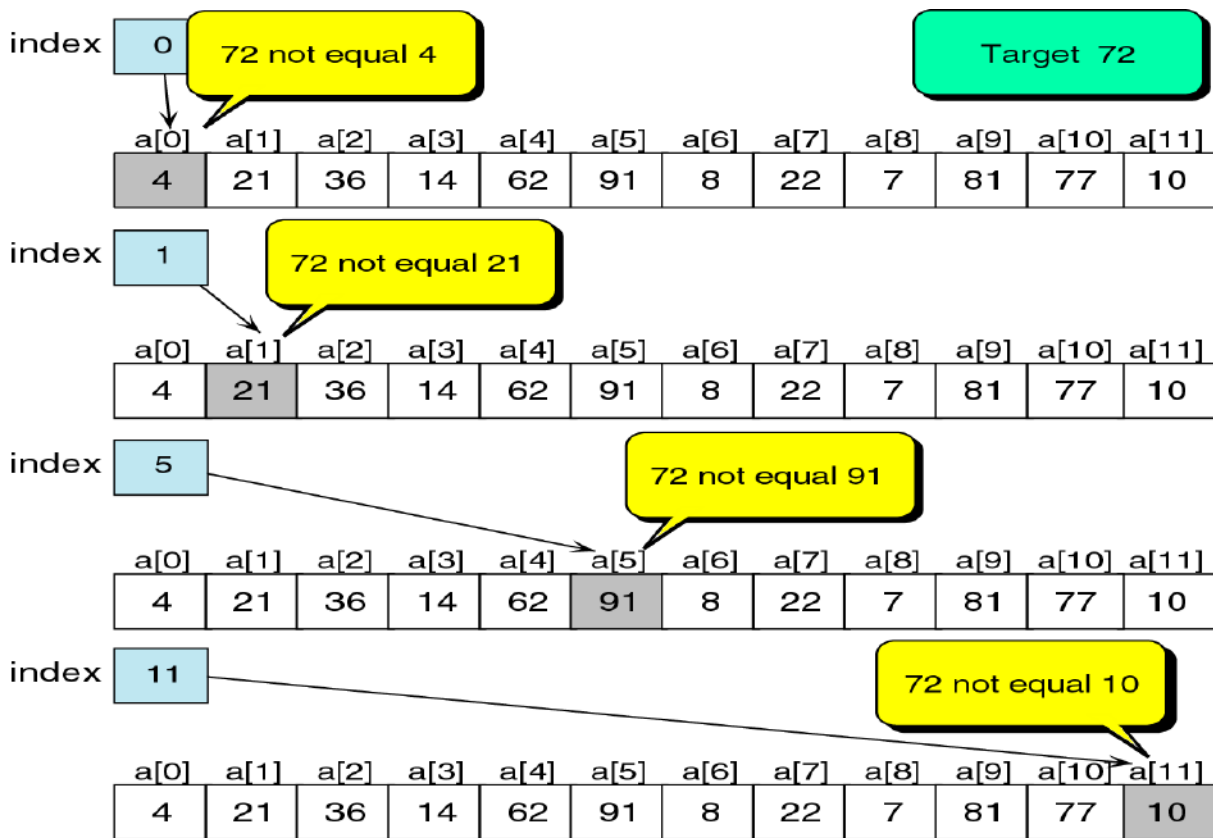 index 0 72 not equal 4 Target 72
a[0] a[1] a[2] a[3] a[4] a[5] a[6] a[7] a[8] a[9] a[10] a[11]
4 21 36 14 62 91 8 22 7 81 77 10
index 1 72 not equal 21
a[0] a[1] a[2] a[3] a[4] a[5] a[6] a[7] a[8] a[9] a[10] a[11]
4 21 36 14 62 91 8 22 7 81 77 10
index 5 72 not equal 91
a[0] a[1] a[2] a[3] a[4] a[5] a[6] a[7] a[8] a[9] a[10] a[11]
4 21 36 14 62 91 8 22 7 81 77 10
index 11 72 not equal 10
a[0] a[1] a[2] a[3] a[4] a[5] a[6] a[7] a[8] a[9] a[10] a[11]
4 21 36 14 62 91 8 22 7 81 77 10